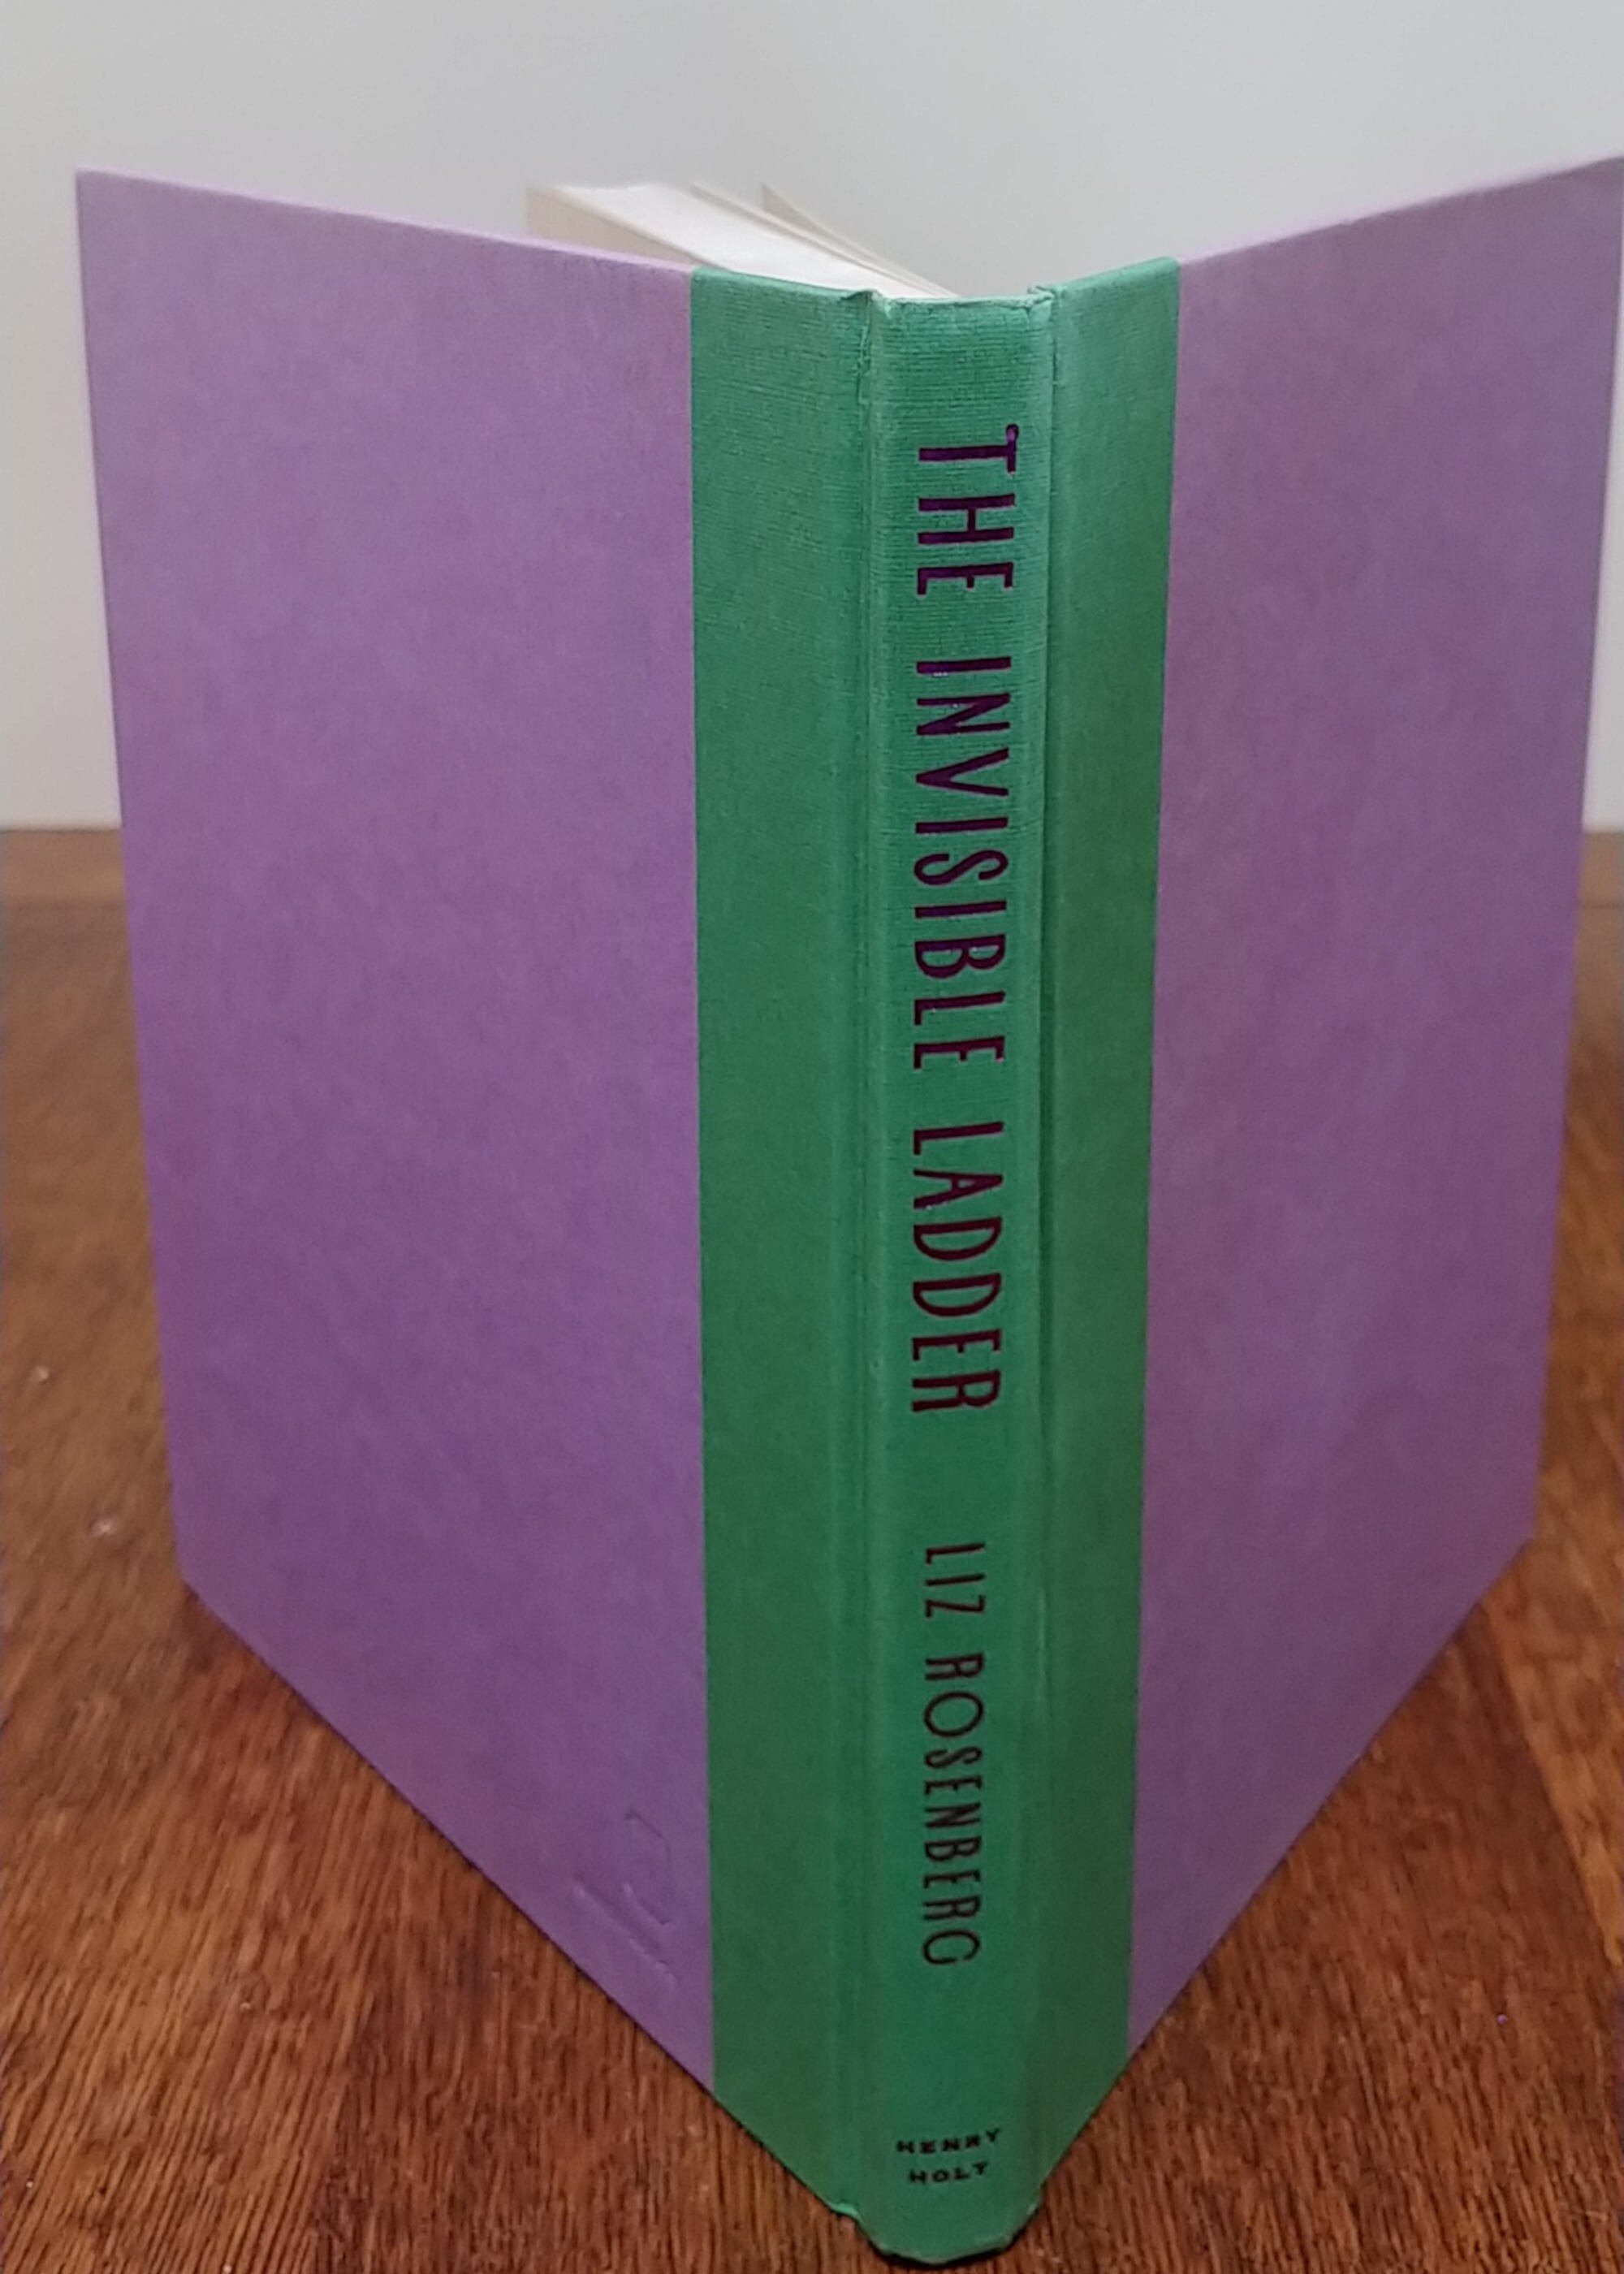 THE INVISIBLE LADDER LIZ ROSENBERG
HENRY
HOLT